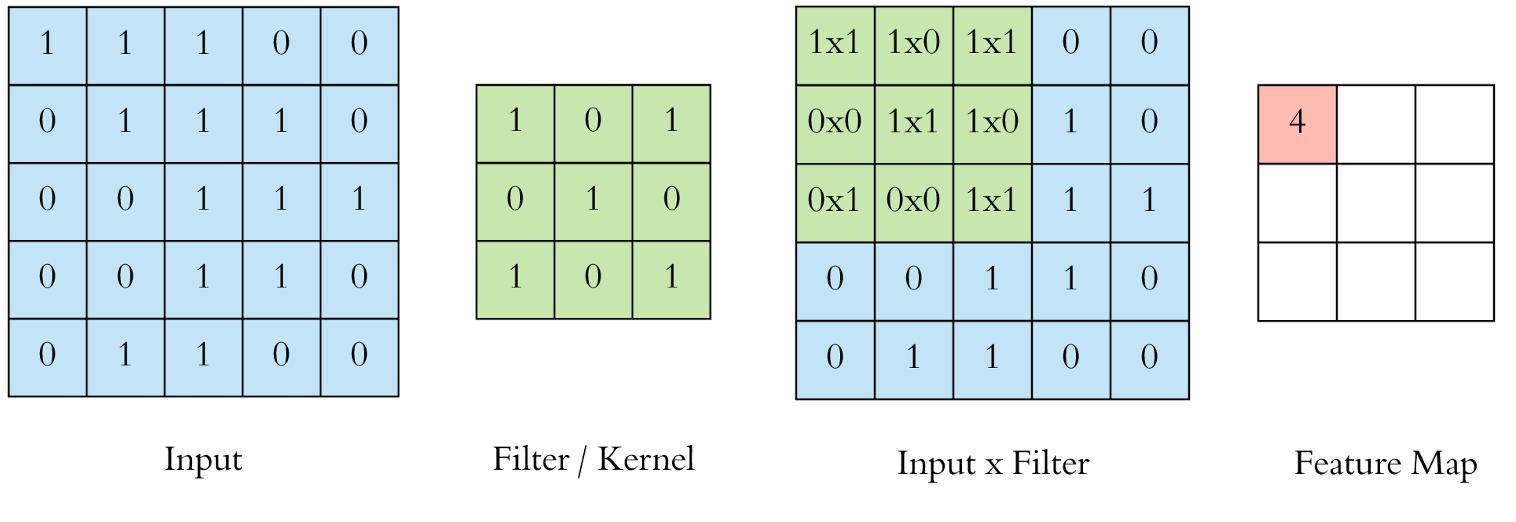 1 1 1 0 0
0 1 1 1 0
0 0 1 1 1
0 0 1 1 0
0 1 1 0 0
Input
1 0 1
0 1 0
1 0 1
Filter / Kernel
1x1 1x0 1x1 0 0
0x0 1x1 1x0 1 0
0x1 0x0 1x1 1 1
0 0 1 1 0
0 1 1 0 0
Input x Filter
4
Feature Map